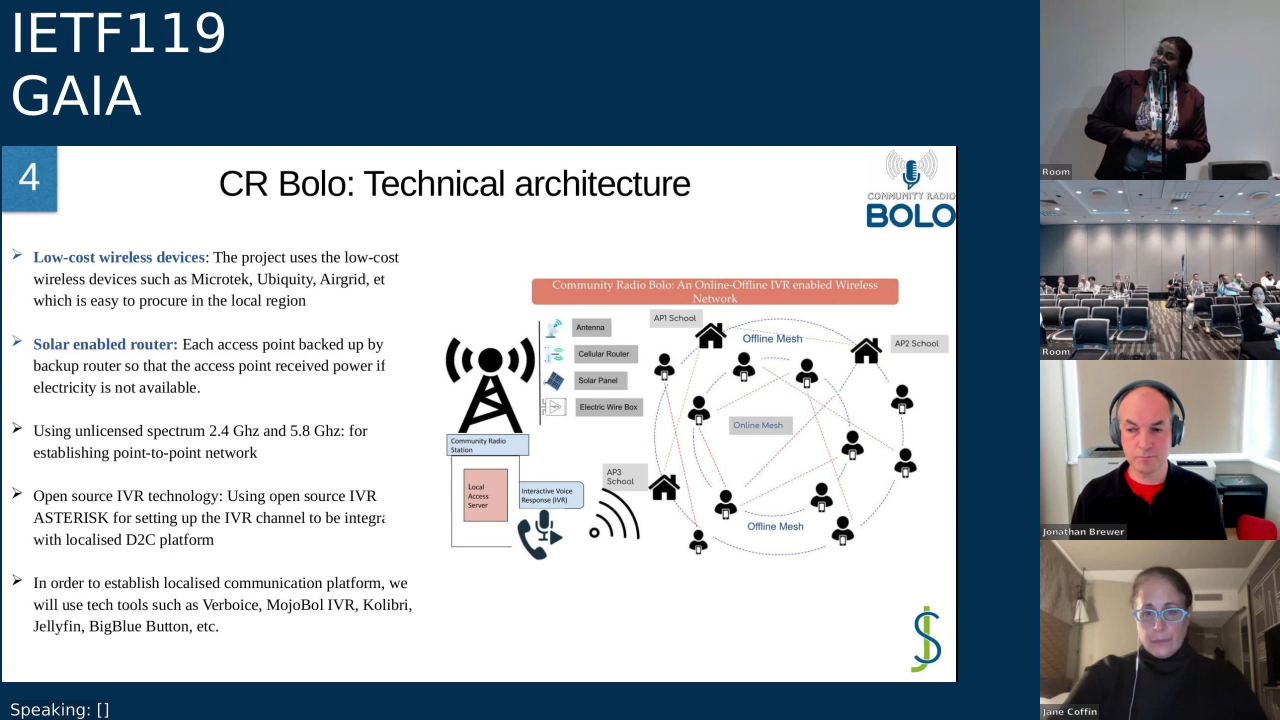 IETF119
GAIA
4
CR Bolo: Technical architecture
COMMUNITY RADIO
BOLO
Low-cost wireless devices: The project uses the low-cost
wireless devices such as Microtek, Ubiquity, Airgrid, et
which is easy to procure in the local region
Solar enabled router: Each access point backed up by
backup router so that the access point received power if
electricity is not available.
Using unlicensed spectrum 2.4 Ghz and 5.8 Ghz: for
establishing point-to-point network
Open source IVR technology: Using open source IVR
ASTERISK for setting up the IVR channel to be integra
with localised D2C platform
In order to establish localised communication platform, we
will use tech tools such as Verboice, MojoBol IVR, Kolibri,
Jellyfin, BigBlue Button, etc.
Community Radio Bolo: An Online-Offline IVR enabled Wireless
Network
Antenna
Cellular Router
Solar Panel
Electric Wire Box
AP1 School
Offline Mesh
AP2 School
Online Mesh
Community Radio
Station
AP3
School
Local
Access
Server
Interactive Voice
Response (IVR)
Offline Mesh
Room
Room
Jonathan Brewer
Jane Coffin
Speaking: []